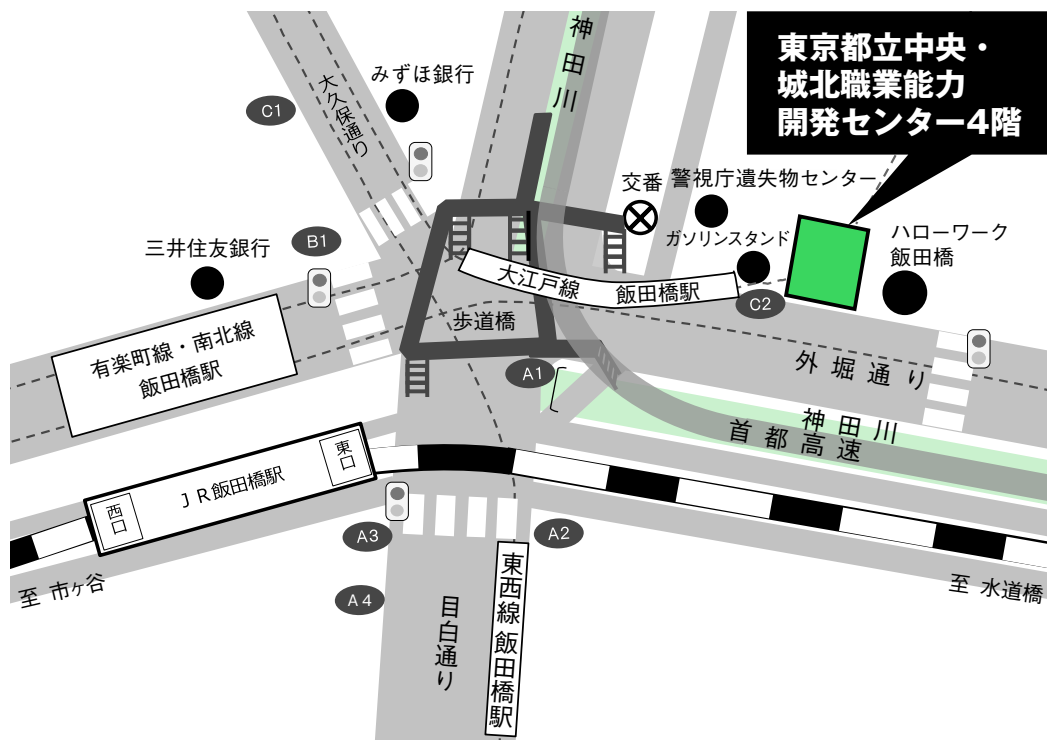 東京都立中央・
城北職業能力
開発センター4階
神田川
みずほ銀行
大久保通り
C1
交番
警視庁遺失物センター
ガソリンスタンド
ハローワーク
飯田橋
三井住友銀行
B1
大江戸線 飯田橋駅
C2
歩道橋
有楽町線・南北線
飯田橋駅
A1
外堀通り
神田川
首都高速
東口
JR飯田橋駅
西口
A3
A2
A4
至 市ヶ谷
至 水道橋
目白通り
東西線 飯田橋駅